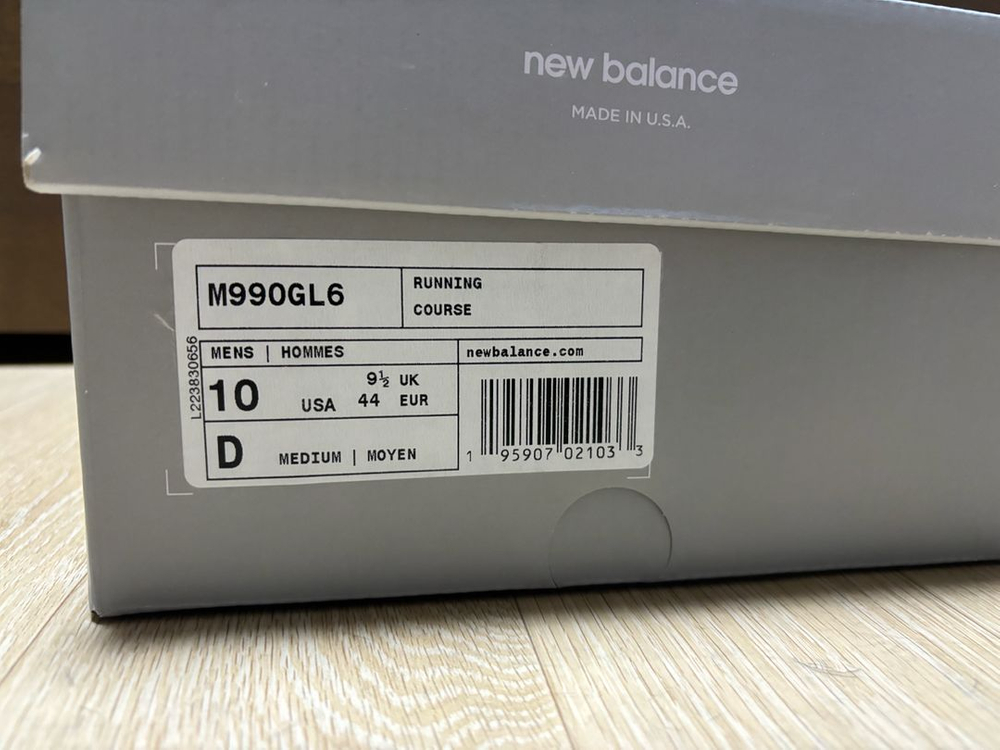 new balance
MADE IN U.S.A.
M990GL6
RUNNING
COURSE
L223830656
MENS | HOMMES
newbalance.com
10 USA 9½ UK
44 EUR
D MEDIUM | MOYEN
1 95907 02103 3